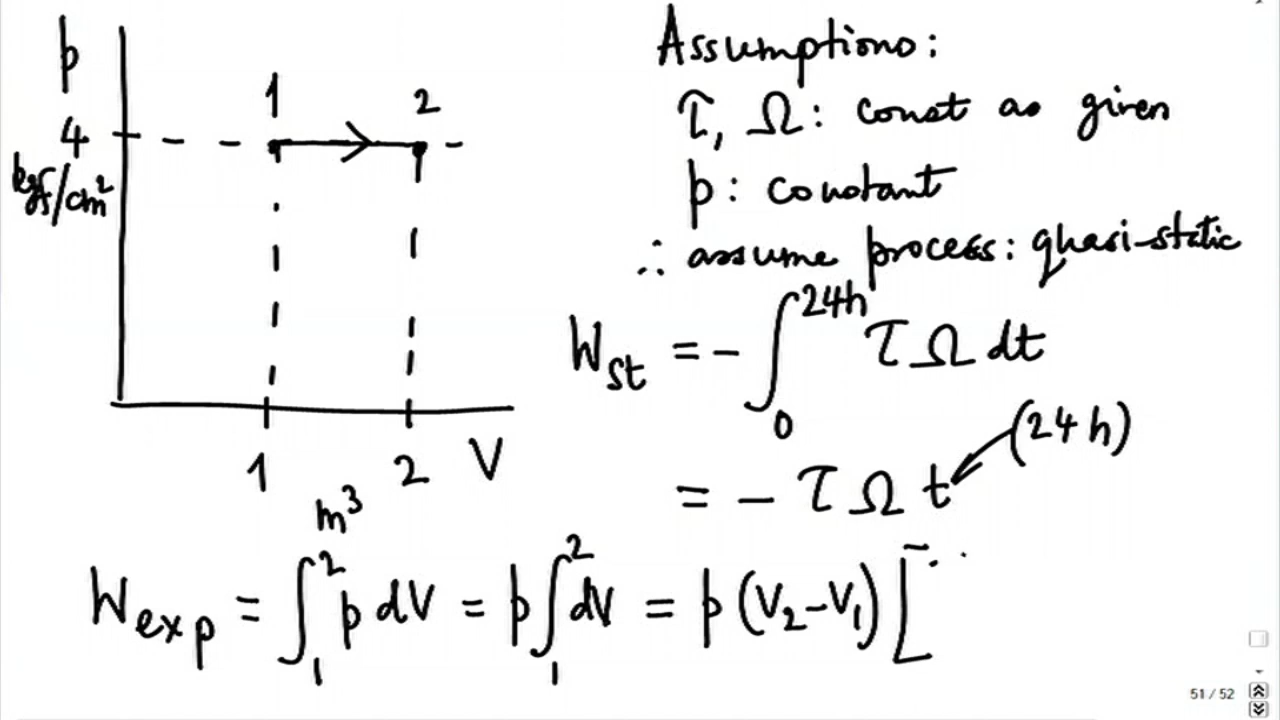 p
4
kgf/cm²
1
2
1
2
V
m³
Assumptions:
τ, Ω: const as given
p: constant
∴ assume process: quasi-static
W_st = - ∫₀^24h τ Ω dt
= - τ Ω t (24 h)
W_exp = ∫₁² p dV = p ∫₁² dV = p (V₂-V₁) [
51 / 52